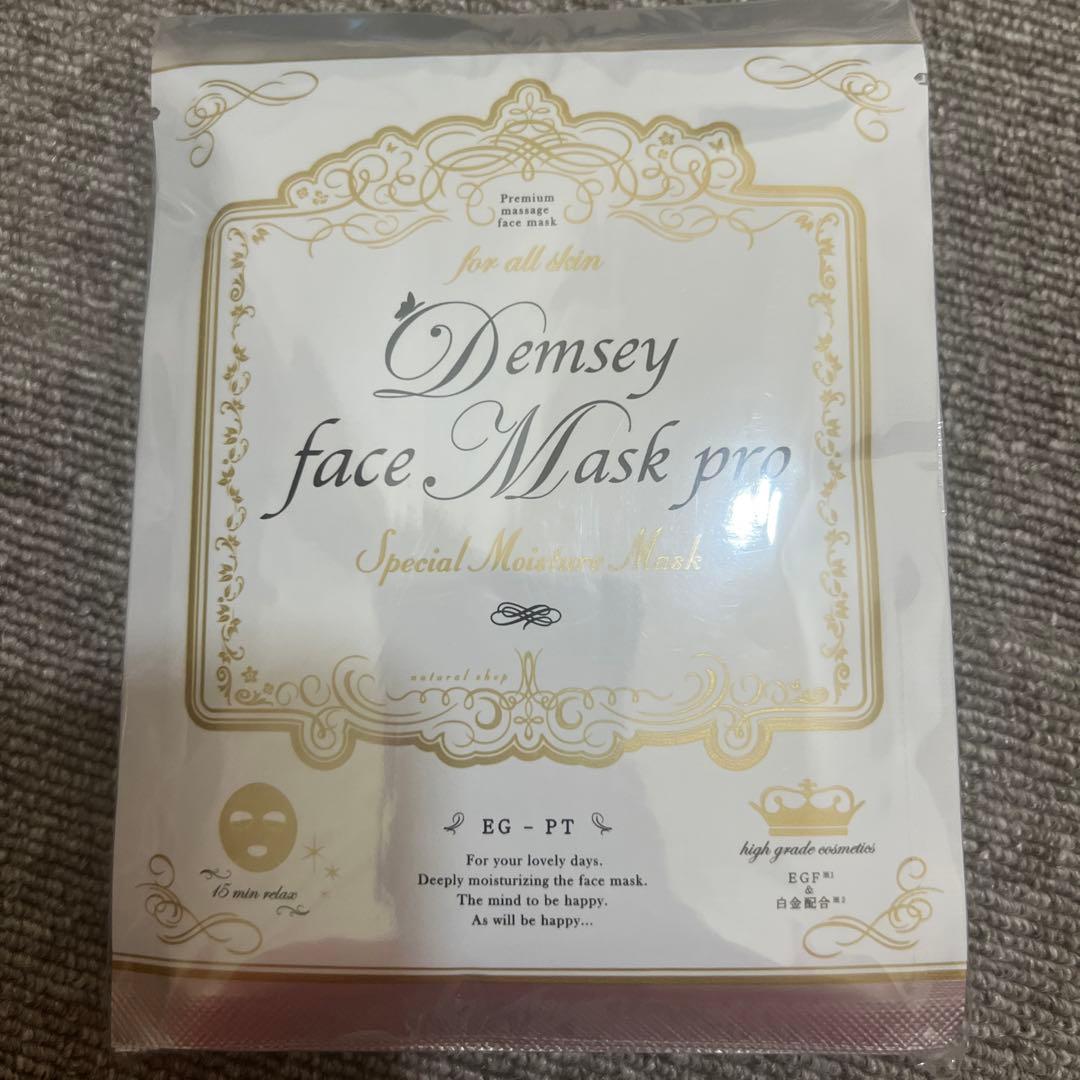 Premium
massage
face mask
for all skin
Demsey
face Mask pro
Special Moisture Mask
natural shop
15 min relax
EG – PT
For your lovely days.
Deeply moisturizing the face mask.
The mind to be happy.
As will be happy...
high grade cosmetics
EGF※1
&
白金配合※2